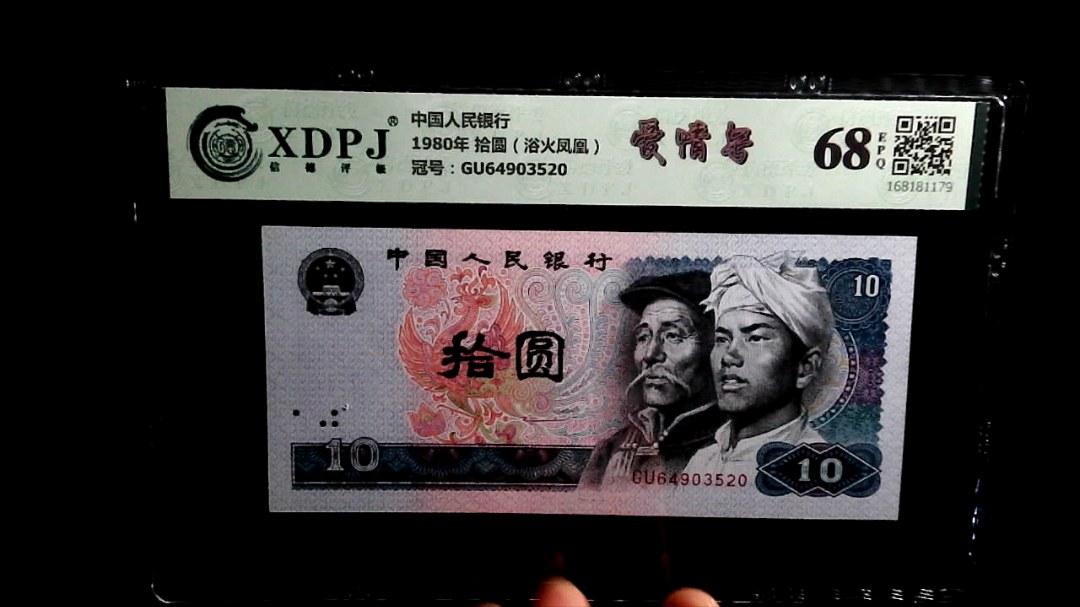 XDPJ®
信德评级
中国人民银行
1980年 拾圆（浴火凤凰）
冠号：GU64903520
爱情号
68
EPQ
168181179
中国人民银行
10
拾圆
10
GU64903520
10